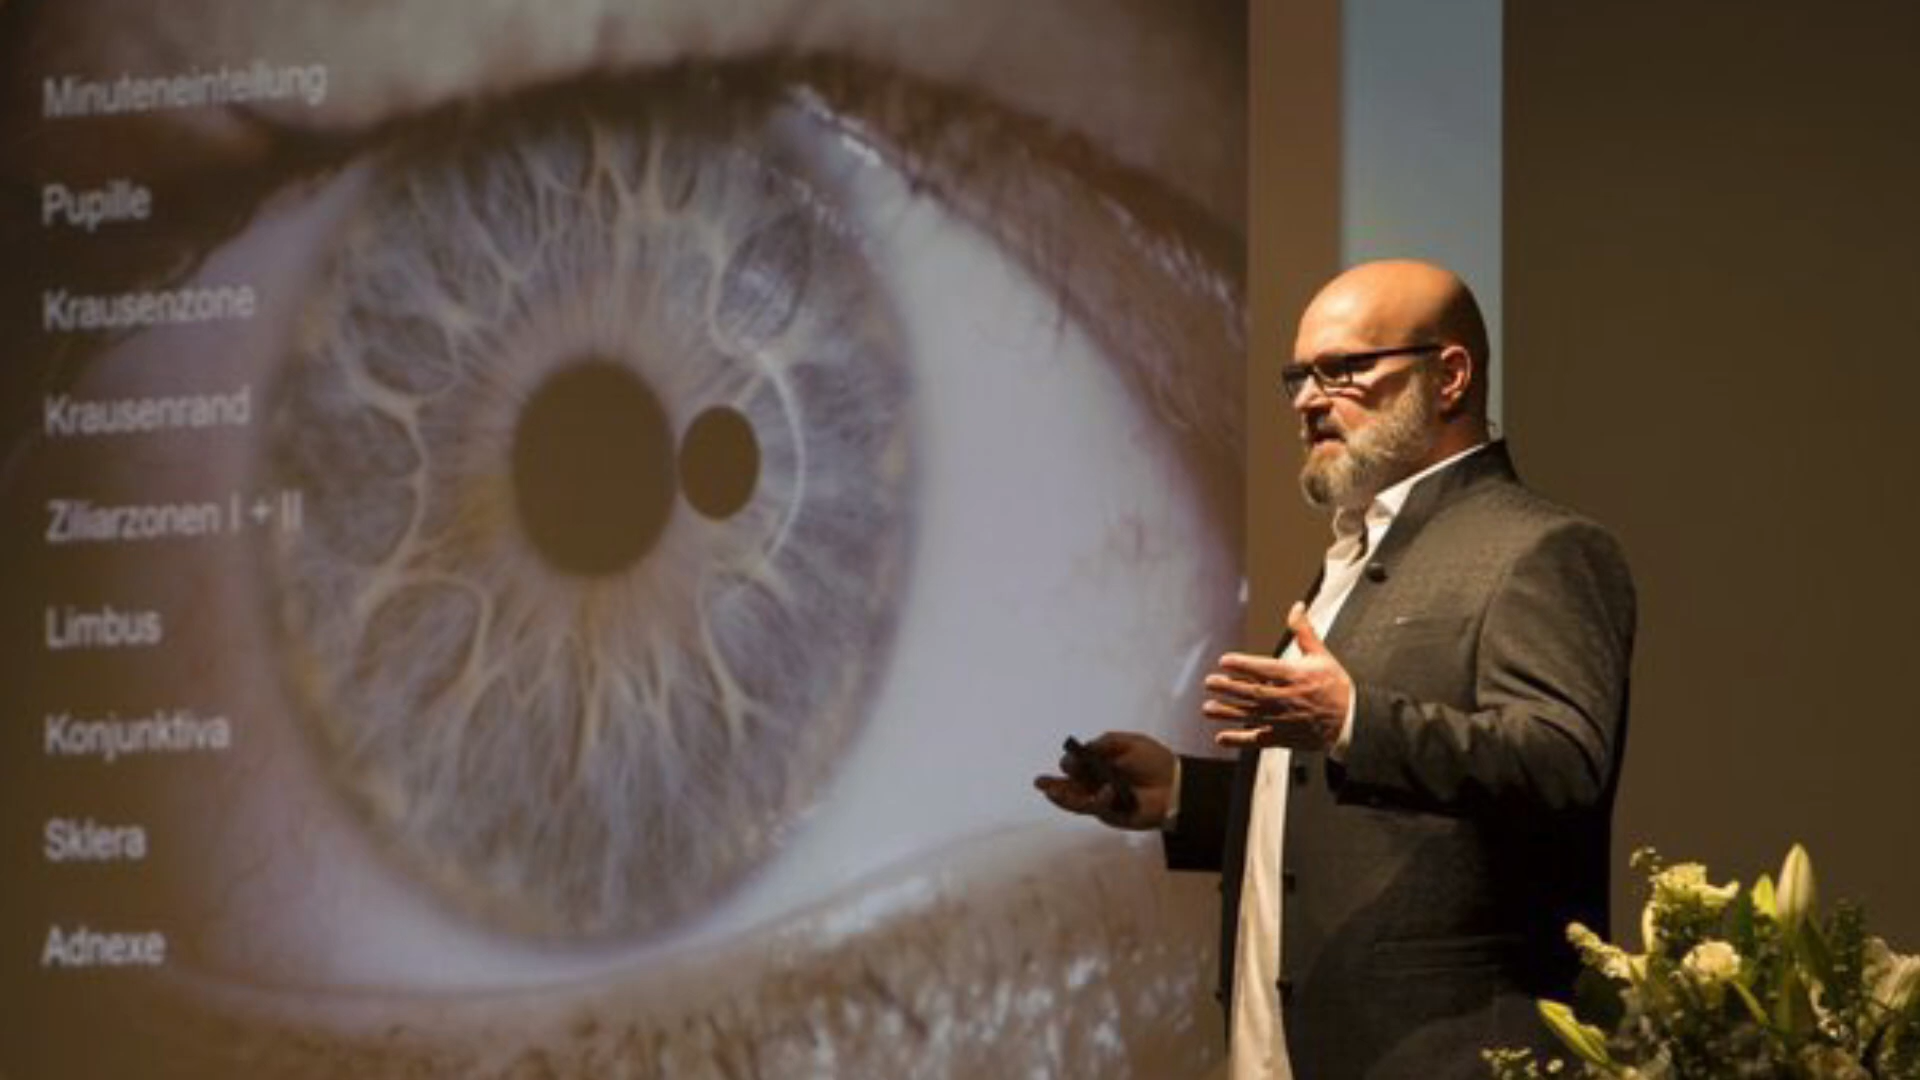 Minuteneinteilung
Pupille
Krausenzone
Krausenrand
Ziliarzonen I + II
Limbus
Konjunktiva
Sklera
Adnexe